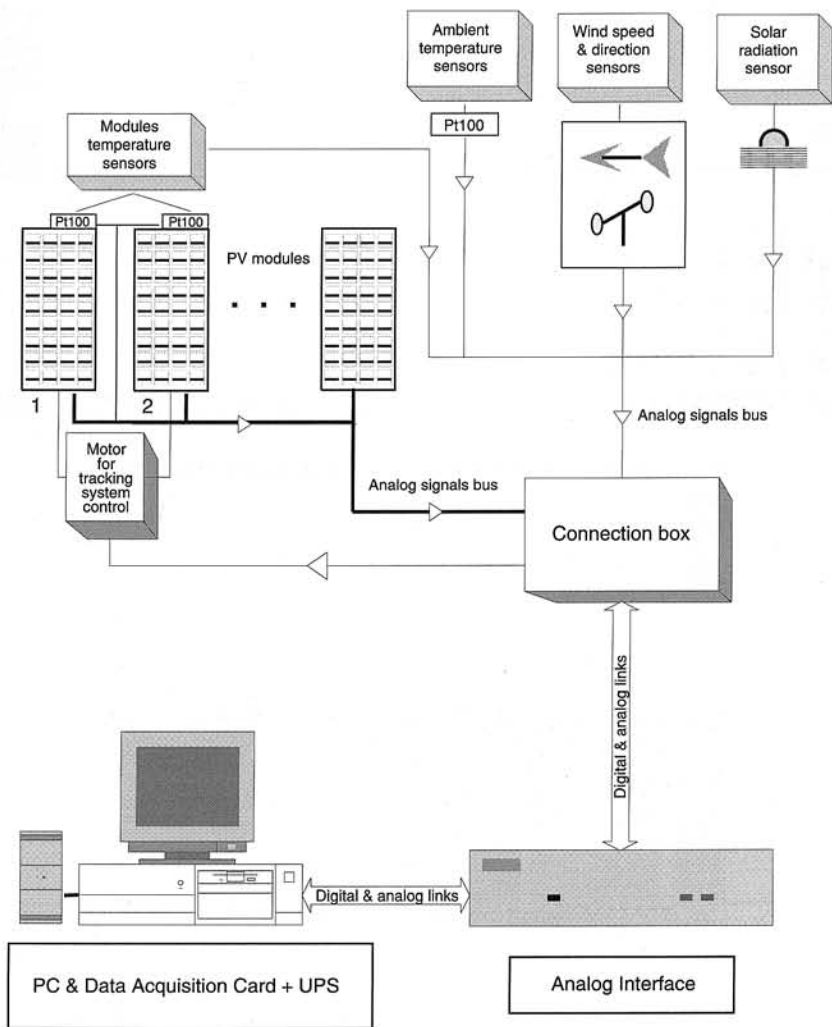 Ambient
temperature
sensors
Wind speed
& direction
sensors
Solar
radiation
sensor
Pt100
Modules
temperature
sensors
Pt100
Pt100
PV modules
. . .
1
2
Motor
for
tracking
system
control
Analog signals bus
Analog signals bus
Connection box
Digital & analog links
Digital & analog links
PC & Data Acquisition Card + UPS
Analog Interface